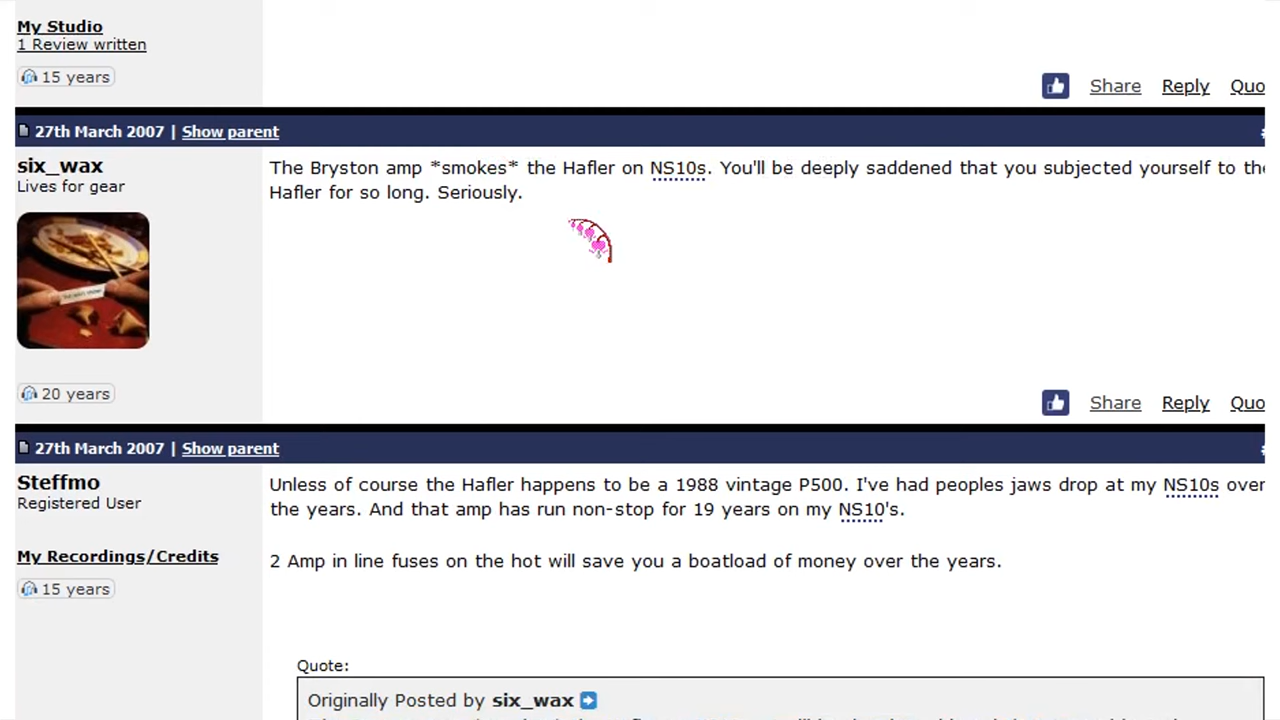 My Studio
1 Review written
15 years
Share Reply Quo
27th March 2007 | Show parent
six_wax
Lives for gear
The Bryston amp *smokes* the Hafler on NS10s. You'll be deeply saddened that you subjected yourself to the
Hafler for so long. Seriously.
20 years
Share Reply Quo
27th March 2007 | Show parent
Steffmo
Registered User
Unless of course the Hafler happens to be a 1988 vintage P500. I've had peoples jaws drop at my NS10s over
the years. And that amp has run non-stop for 19 years on my NS10's.
My Recordings/Credits
2 Amp in line fuses on the hot will save you a boatload of money over the years.
15 years
Quote:
Originally Posted by six_wax